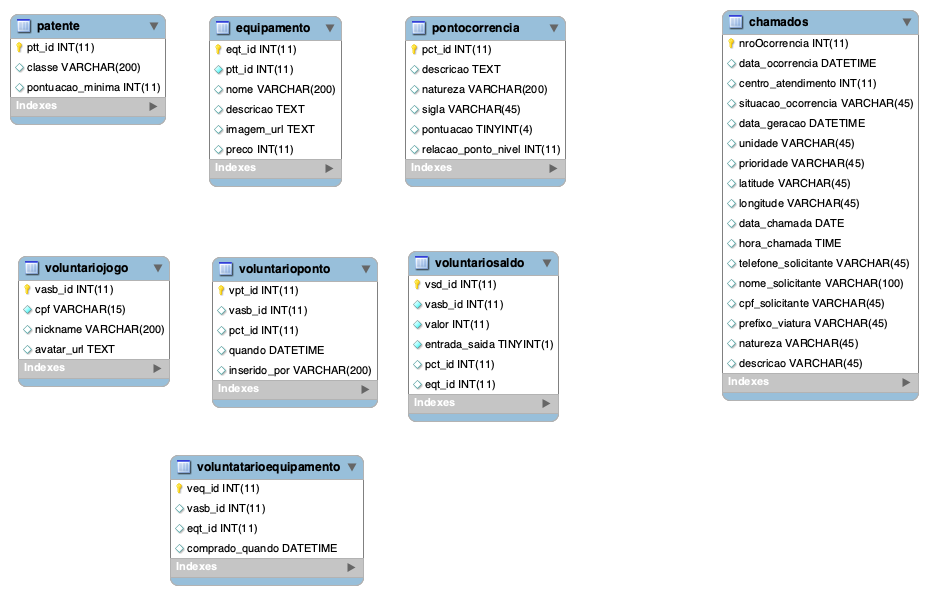 patente
ptt_id INT(11)
classe VARCHAR(200)
pontuacao_minima INT(11)
Indexes
equipamento
eqt_id INT(11)
ptt_id INT(11)
nome VARCHAR(200)
descricao TEXT
imagem_url TEXT
preco INT(11)
Indexes
pontocorrencia
pct_id INT(11)
descricao TEXT
natureza VARCHAR(200)
sigla VARCHAR(45)
pontuacao TINYINT(4)
relacao_ponto_nivel INT(11)
Indexes
chamados
nroOcorrencia INT(11)
data_ocorrencia DATETIME
centro_atendimento INT(11)
situacao_ocorrencia VARCHAR(45)
data_geracao DATETIME
unidade VARCHAR(45)
prioridade VARCHAR(45)
latitude VARCHAR(45)
longitude VARCHAR(45)
data_chamada DATE
hora_chamada TIME
telefone_solicitante VARCHAR(45)
nome_solicitante VARCHAR(100)
cpf_solicitante VARCHAR(45)
prefixo_viatura VARCHAR(45)
natureza VARCHAR(45)
descricao VARCHAR(45)
Indexes
voluntariojogo
vasb_id INT(11)
cpf VARCHAR(15)
nickname VARCHAR(200)
avatar_url TEXT
Indexes
voluntarioponto
vpt_id INT(11)
vasb_id INT(11)
pct_id INT(11)
quando DATETIME
inserido_por VARCHAR(200)
Indexes
voluntariosaldo
vsd_id INT(11)
vasb_id INT(11)
valor INT(11)
entrada_saida TINYINT(1)
pct_id INT(11)
eqt_id INT(11)
Indexes
voluntatarioequipamento
veq_id INT(11)
vasb_id INT(11)
eqt_id INT(11)
comprado_quando DATETIME
Indexes